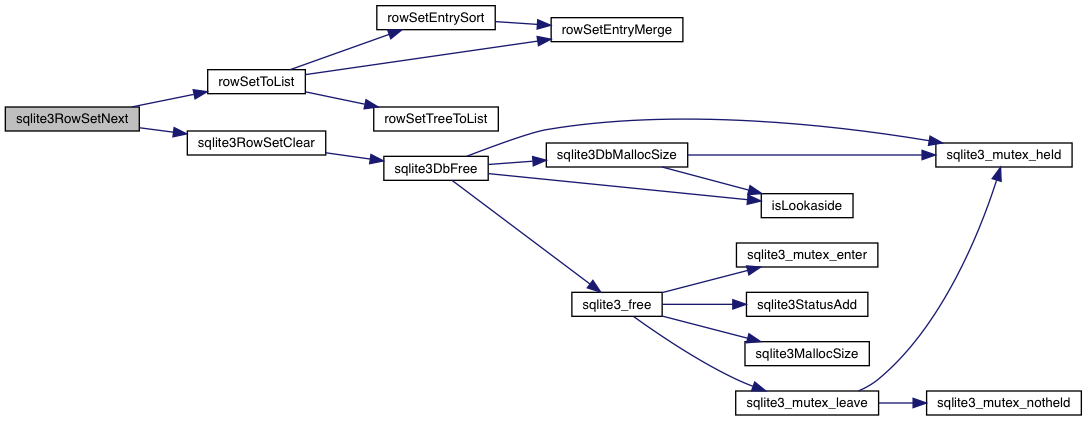 rowSetEntrySort
rowSetEntryMerge
rowSetToList
sqlite3RowSetNext
rowSetTreeToList
sqlite3RowSetClear
sqlite3DbMallocSize
sqlite3_mutex_held
sqlite3DbFree
isLookaside
sqlite3_mutex_enter
sqlite3_free
sqlite3StatusAdd
sqlite3MallocSize
sqlite3_mutex_leave
sqlite3_mutex_notheld